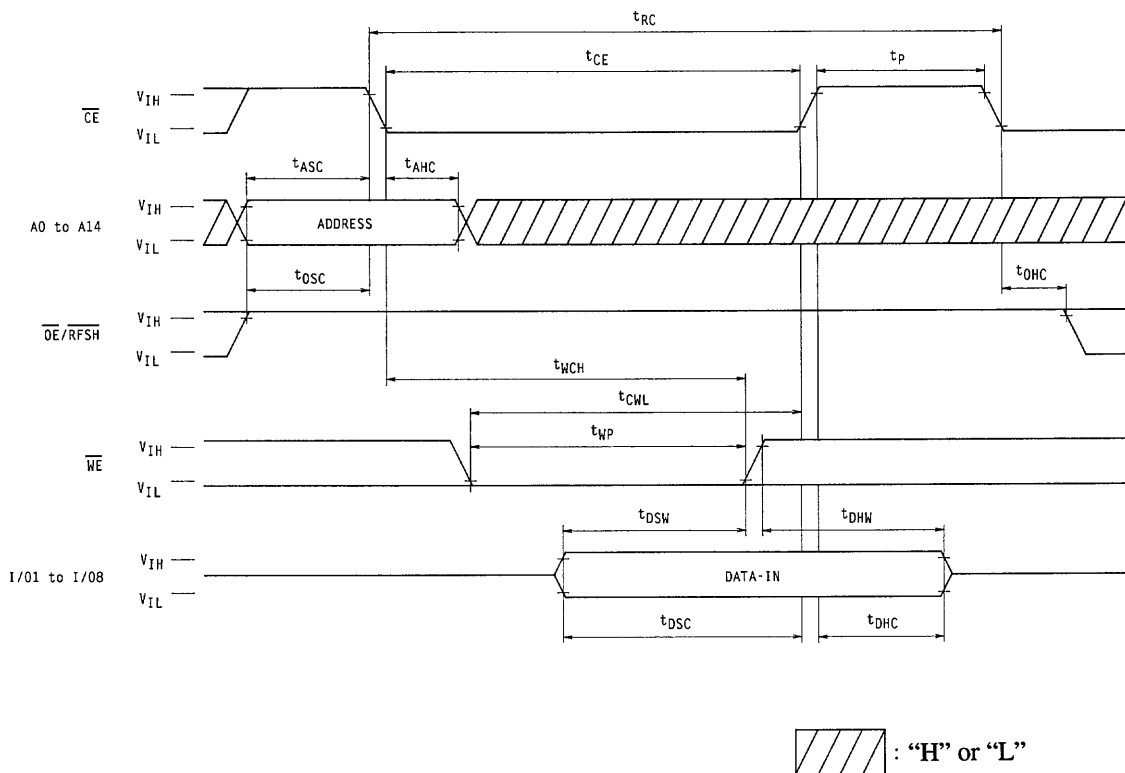 tRC
tCE
tP
VIH
CE
VIL
tASC
tAHC
VIH
A0 to A14
ADDRESS
VIL
tOSC
tOHC
VIH
OE/RFSH
VIL
tWCH
tCWL
tWP
VIH
WE
VIL
tDSW
tDHW
VIH
I/01 to I/08
DATA-IN
VIL
tDSC
tDHC
: “H” or “L”